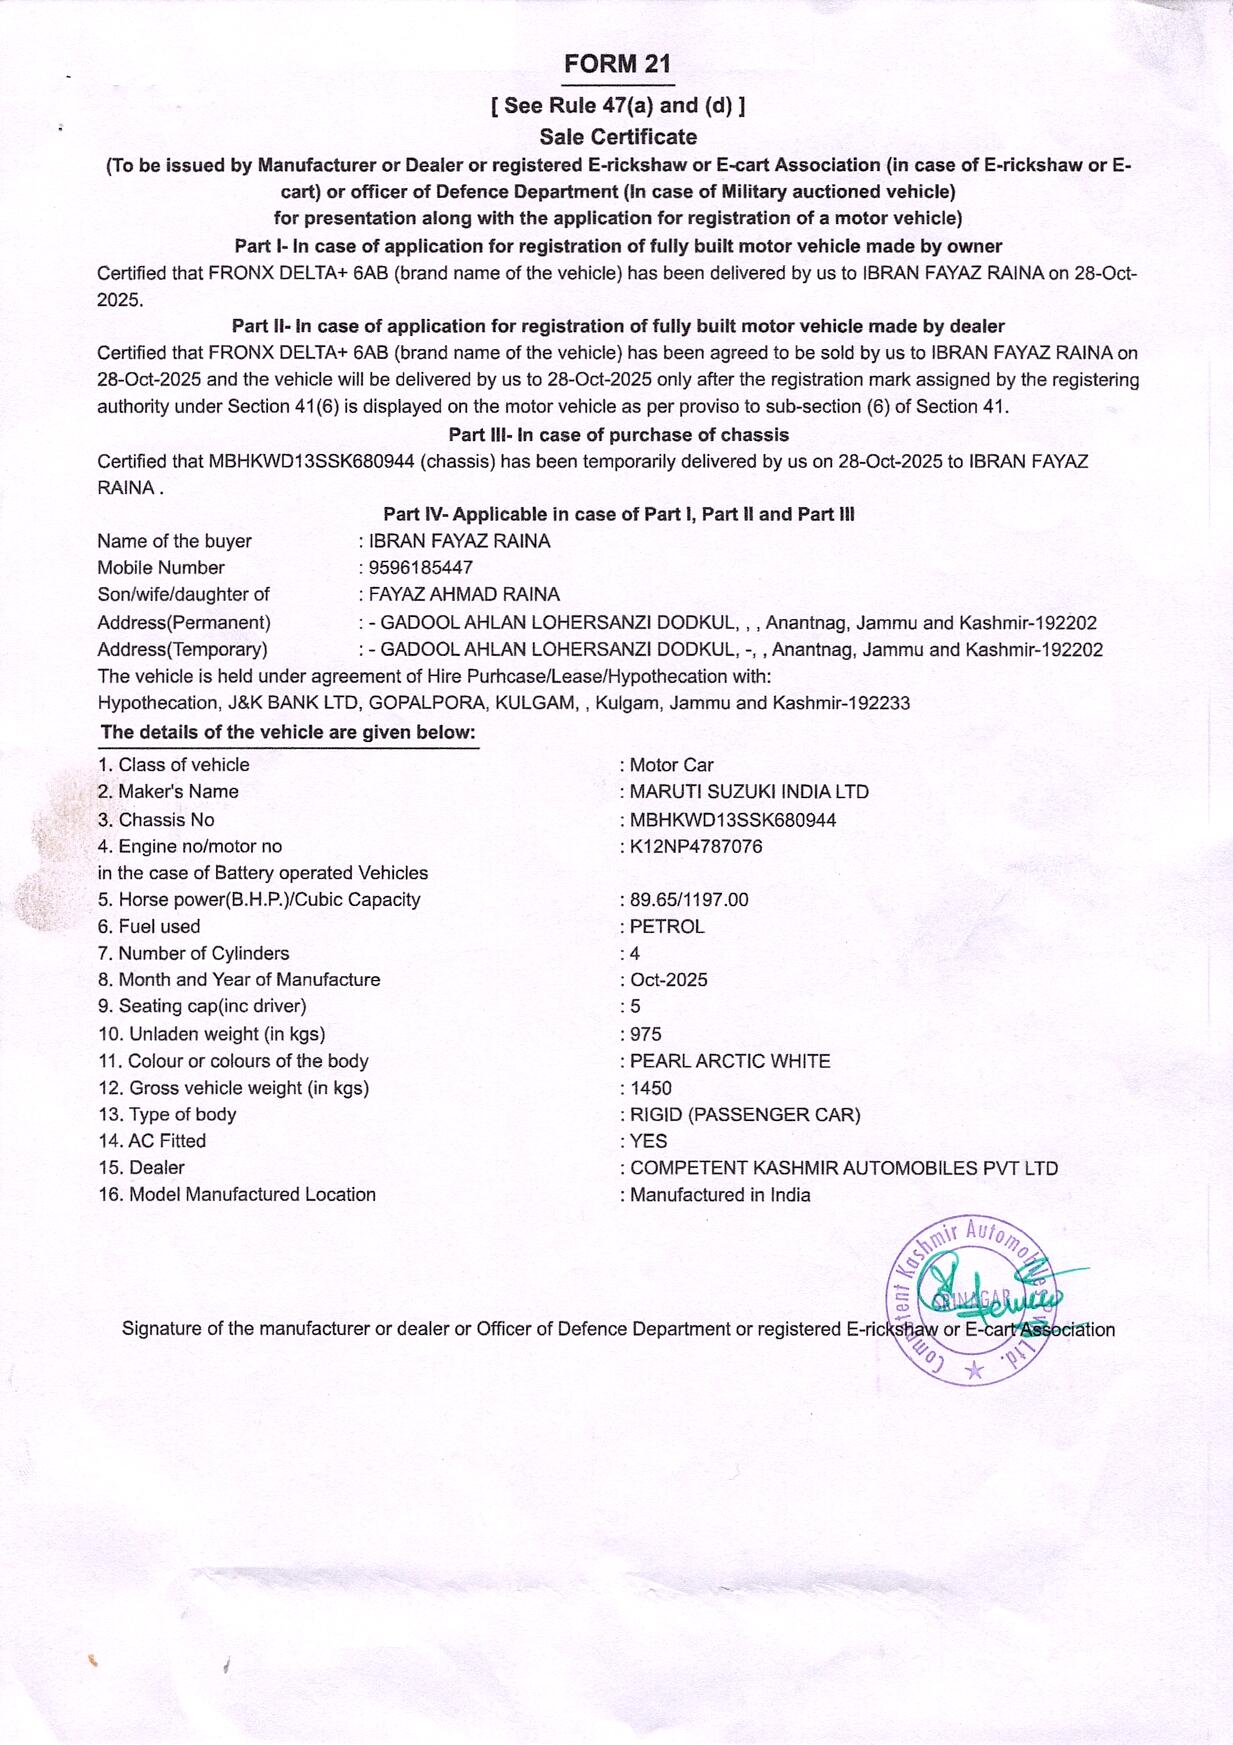 FORM 21
[ See Rule 47(a) and (d) ]
Sale Certificate
(To be issued by Manufacturer or Dealer or registered E-rickshaw or E-cart Association (in case of E-rickshaw or E-
cart) or officer of Defence Department (In case of Military auctioned vehicle)
for presentation along with the application for registration of a motor vehicle)
Part I- In case of application for registration of fully built motor vehicle made by owner
Certified that FRONX DELTA+ 6AB (brand name of the vehicle) has been delivered by us to IBRAN FAYAZ RAINA on 28-Oct-
2025.
Part II- In case of application for registration of fully built motor vehicle made by dealer
Certified that FRONX DELTA+ 6AB (brand name of the vehicle) has been agreed to be sold by us to IBRAN FAYAZ RAINA on
28-Oct-2025 and the vehicle will be delivered by us to 28-Oct-2025 only after the registration mark assigned by the registering
authority under Section 41(6) is displayed on the motor vehicle as per proviso to sub-section (6) of Section 41.
Part III- In case of purchase of chassis
Certified that MBHKWD13SSK680944 (chassis) has been temporarily delivered by us on 28-Oct-2025 to IBRAN FAYAZ
RAINA .
Part IV- Applicable in case of Part I, Part II and Part III
Name of the buyer : IBRAN FAYAZ RAINA
Mobile Number : 9596185447
Son/wife/daughter of : FAYAZ AHMAD RAINA
Address(Permanent) : - GADOOL AHLAN LOHERSANZI DODKUL, , , Anantnag, Jammu and Kashmir-192202
Address(Temporary) : - GADOOL AHLAN LOHERSANZI DODKUL, -, , Anantnag, Jammu and Kashmir-192202
The vehicle is held under agreement of Hire Purhcase/Lease/Hypothecation with:
Hypothecation, J&K BANK LTD, GOPALPORA, KULGAM, , Kulgam, Jammu and Kashmir-192233
The details of the vehicle are given below:
1. Class of vehicle : Motor Car
2. Maker's Name : MARUTI SUZUKI INDIA LTD
3. Chassis No : MBHKWD13SSK680944
4. Engine no/motor no : K12NP4787076
in the case of Battery operated Vehicles
5. Horse power(B.H.P.)/Cubic Capacity : 89.65/1197.00
6. Fuel used : PETROL
7. Number of Cylinders : 4
8. Month and Year of Manufacture : Oct-2025
9. Seating cap(inc driver) : 5
10. Unladen weight (in kgs) : 975
11. Colour or colours of the body : PEARL ARCTIC WHITE
12. Gross vehicle weight (in kgs) : 1450
13. Type of body : RIGID (PASSENGER CAR)
14. AC Fitted : YES
15. Dealer : COMPETENT KASHMIR AUTOMOBILES PVT LTD
16. Model Manufactured Location : Manufactured in India
Competent Kashmir Automobiles Ltd.
SRINAGAR
Signature of the manufacturer or dealer or Officer of Defence Department or registered E-rickshaw or E-cart Association